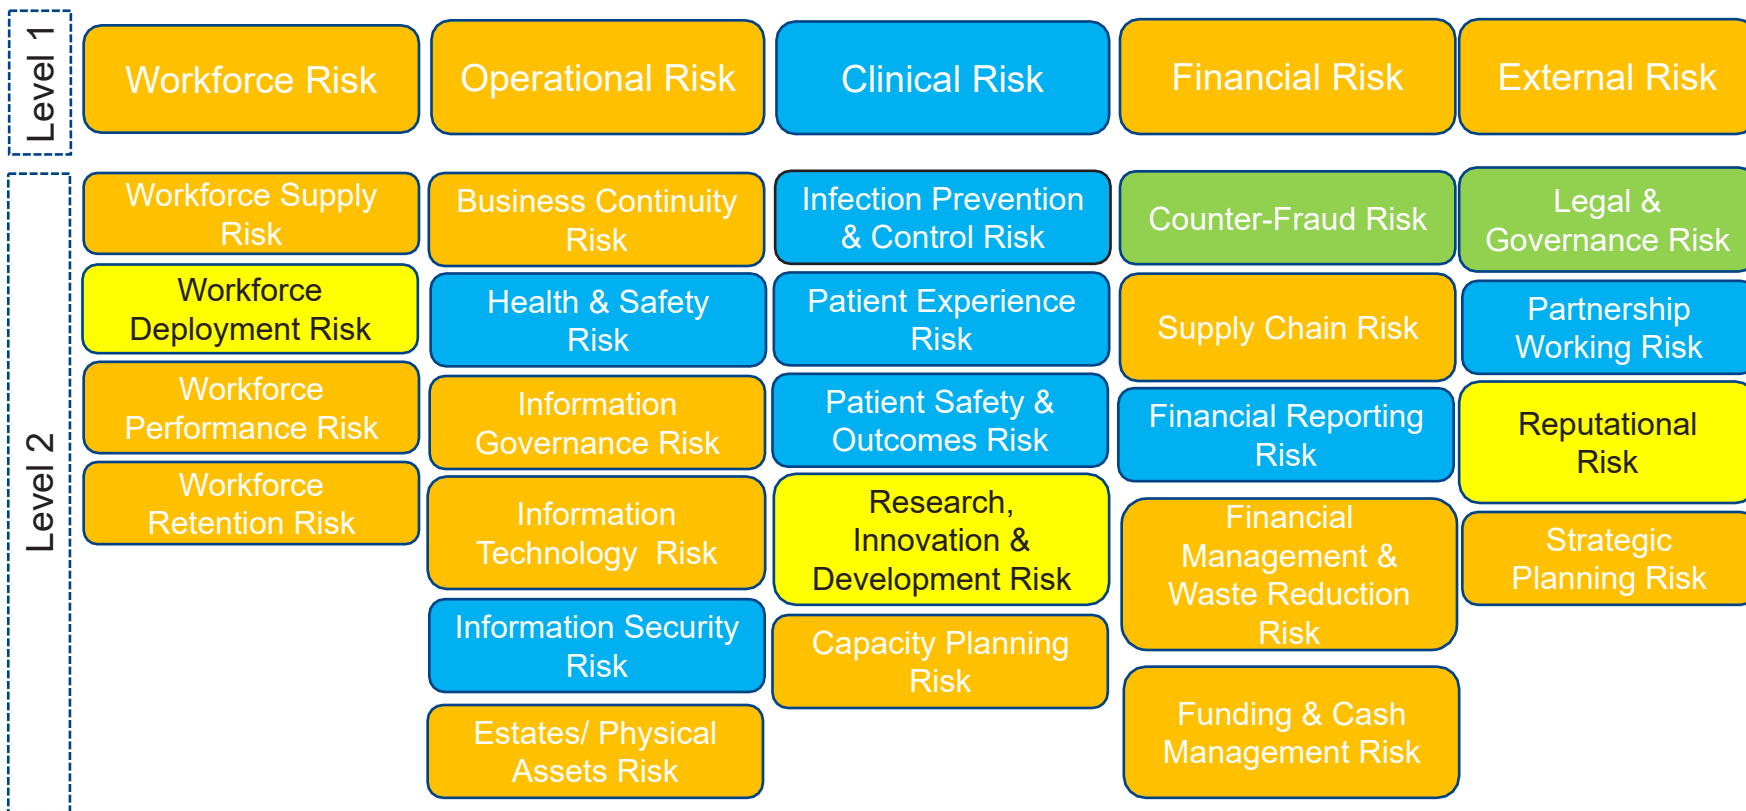 Level 1
Workforce Risk
Operational Risk
Clinical Risk
Financial Risk
External Risk
Level 2
Workforce Supply
Risk
Workforce
Deployment Risk
Workforce
Performance Risk
Workforce
Retention Risk
Business Continuity
Risk
Health & Safety
Risk
Information
Governance Risk
Information
Technology  Risk
Information Security
Risk
Estates/ Physical
Assets Risk
Infection Prevention
& Control Risk
Patient Experience
Risk
Patient Safety &
Outcomes Risk
Research,
Innovation &
Development Risk
Capacity Planning
Risk
Counter-Fraud Risk
Supply Chain Risk
Financial Reporting
Risk
Financial
Management &
Waste Reduction
Risk
Funding & Cash
Management Risk
Legal &
Governance Risk
Partnership
Working Risk
Reputational
Risk
Strategic
Planning Risk